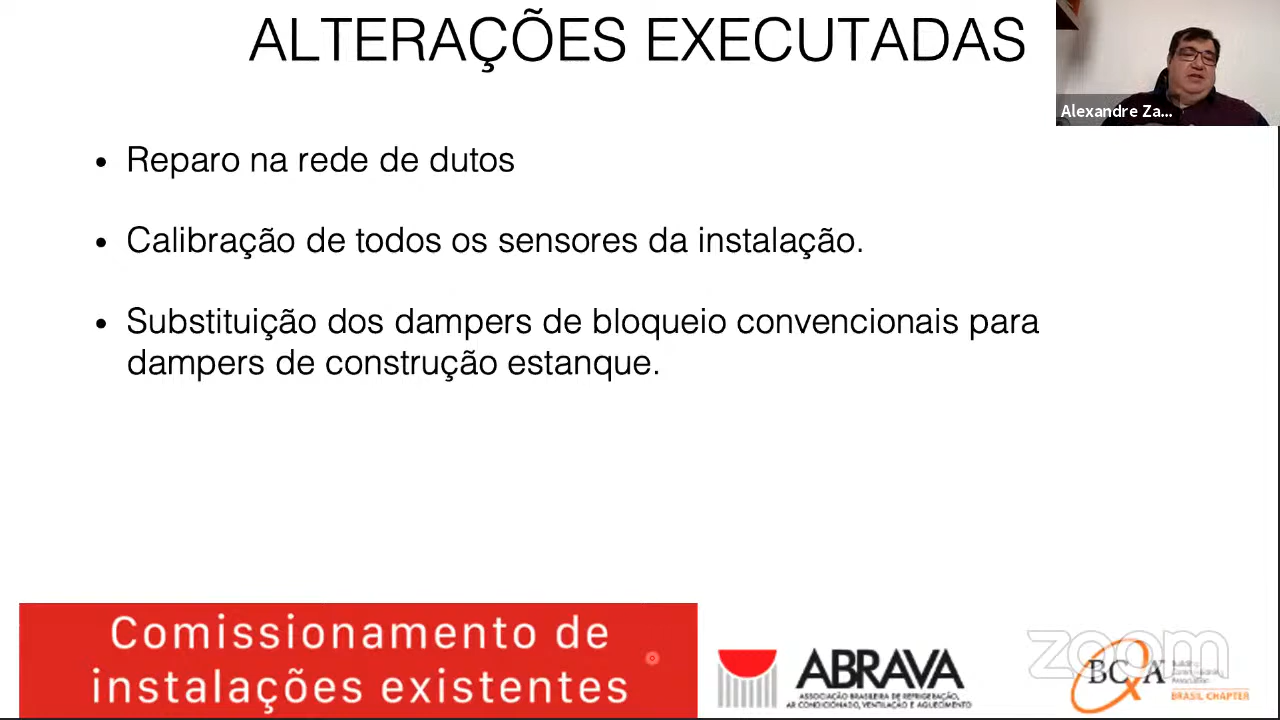 ALTERAÇÕES EXECUTADAS
Alexandre Za...
• Reparo na rede de dutos
• Calibração de todos os sensores da instalação.
• Substituição dos dampers de bloqueio convencionais para
dampers de construção estanque.
Comissionamento de
instalações existentes
ABRAVA
ASSOCIAÇÃO BRASILEIRA DE REFRIGERAÇÃO,
AR CONDICIONADO, VENTILAÇÃO E AQUECIMENTO
zoom
BCxA
Building
Association
BRASIL CHAPTER